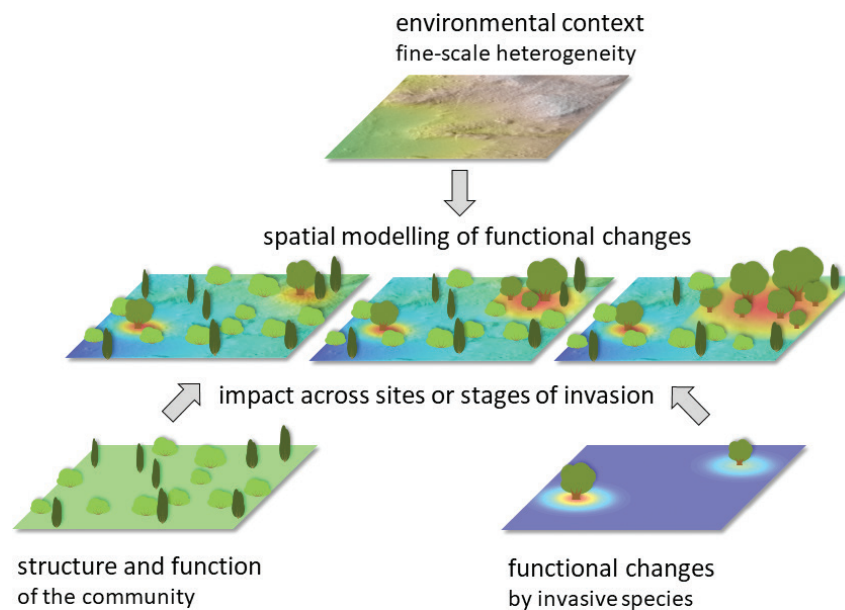 environmental context
fine-scale heterogeneity
spatial modelling of functional changes
impact across sites or stages of invasion
structure and function
of the community
functional changes
by invasive species